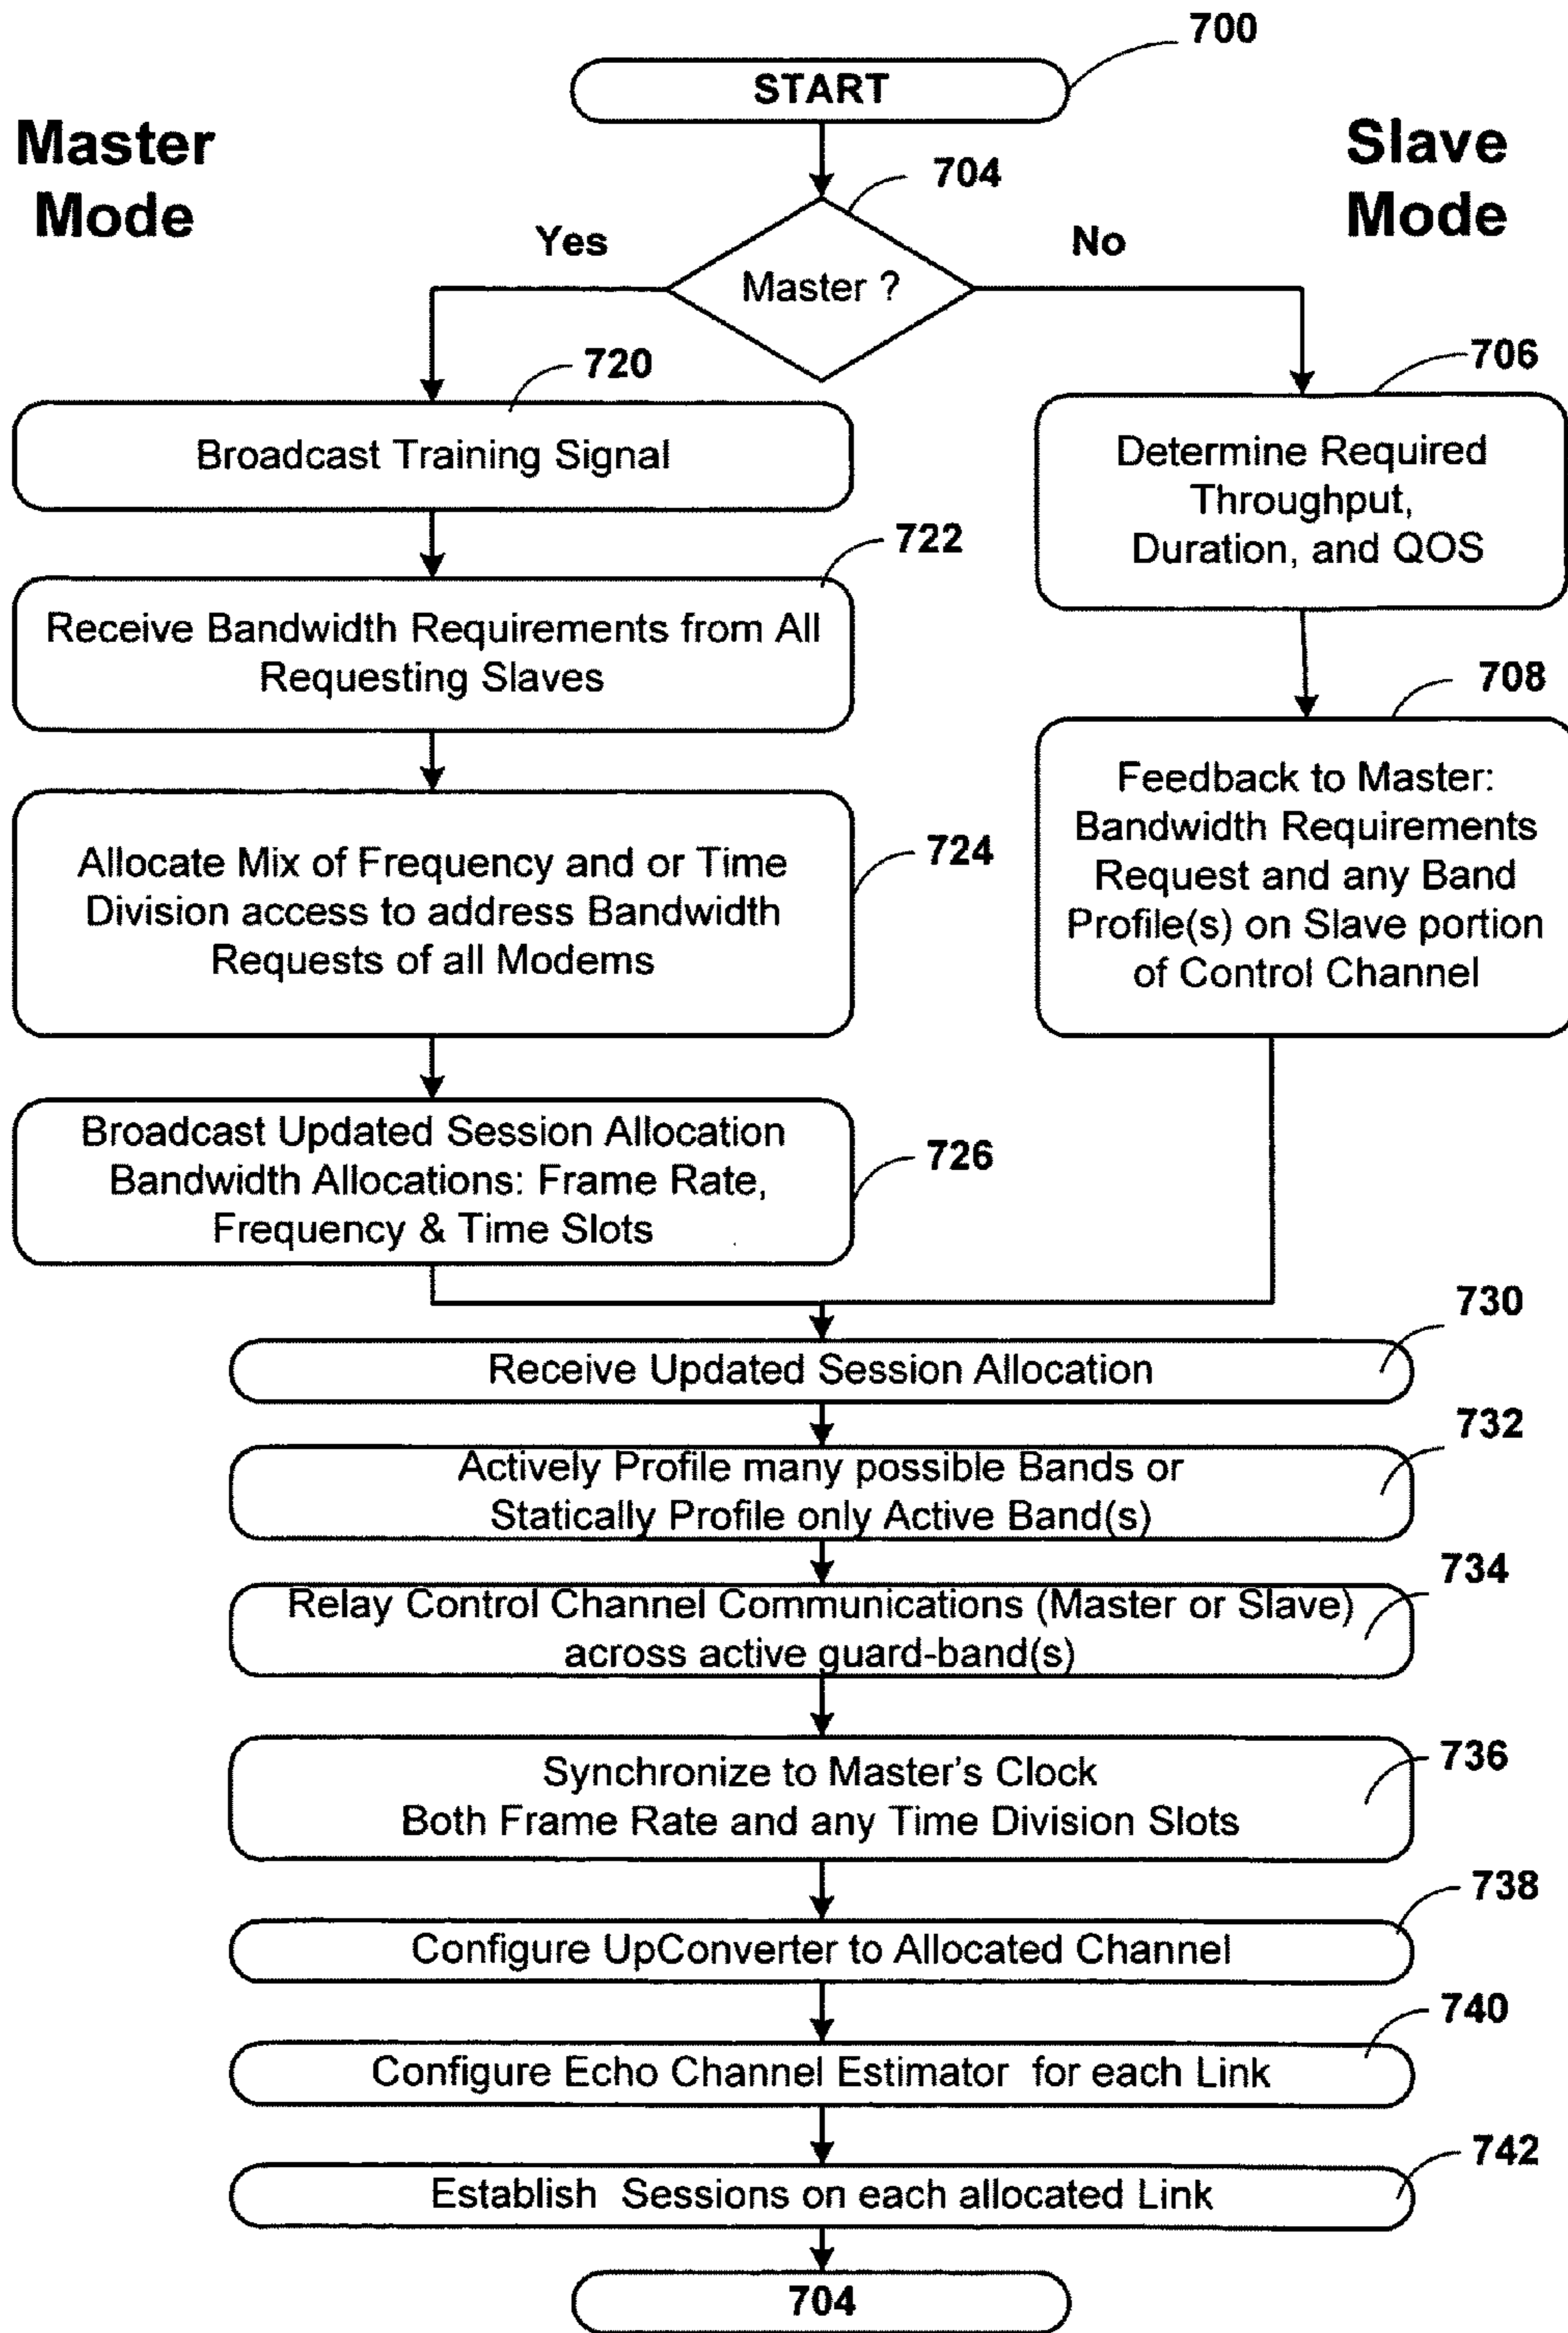 700
START
Master
Mode
Slave
Mode
704
Yes
No
Master ?
720
706
Broadcast Training Signal
Determine Required
Throughput,
Duration, and QOS
722
Receive Bandwidth Requirements from All
Requesting Slaves
708
Feedback to Master:
Bandwidth Requirements
Request and any Band
Profile(s) on Slave portion
of Control Channel
724
Allocate Mix of Frequency and or Time
Division access to address Bandwidth
Requests of all Modems
Broadcast Updated Session Allocation
Bandwidth Allocations: Frame Rate,
Frequency & Time Slots
726
730
Receive Updated Session Allocation
732
Actively Profile many possible Bands or
Statically Profile only Active Band(s)
734
Relay Control Channel Communications (Master or Slave)
across active guard-band(s)
736
Synchronize to Master's Clock
Both Frame Rate and any Time Division Slots
738
Configure UpConverter to Allocated Channel
740
Configure Echo Channel Estimator for each Link
742
Establish Sessions on each allocated Link
704